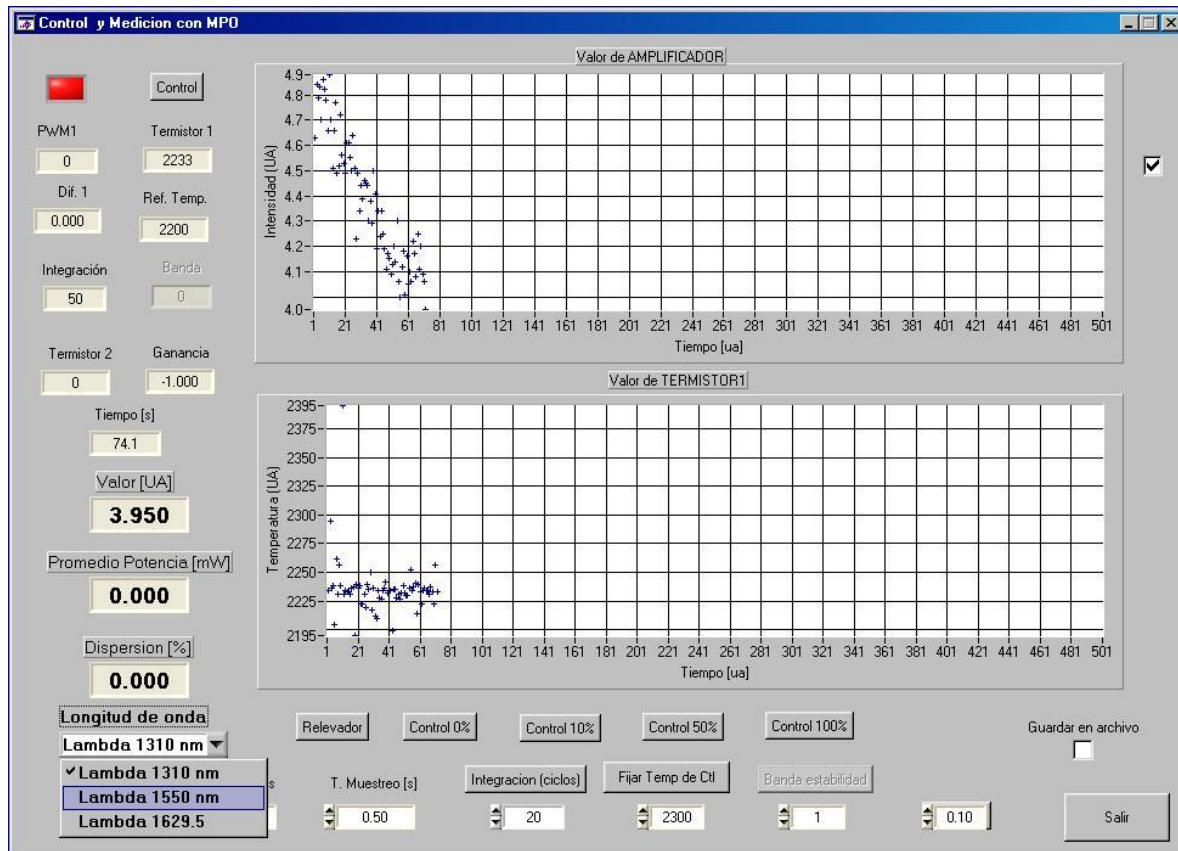 Control y Medicion con MPO
Control
PWM1
Termistor 1
0
2233
Dif. 1
Ref. Temp.
0.000
2200
Integración
Banda
50
0
Termistor 2
Ganancia
0
-1.000
Tiempo [s]
74.1
Valor [UA]
3.950
Promedio Potencia [mW]
0.000
Dispersion [%]
0.000
Longitud de onda
Lambda 1310 nm
Lambda 1310 nm
Lambda 1550 nm
Lambda 1629.5
Valor de AMPLIFICADOR
Intensidad (UA)
4.9
4.8
4.7
4.6
4.5
4.4
4.3
4.2
4.1
4.0
1 21 41 61 81 101 121 141 161 181 201 221 241 261 281 301 321 341 361 381 401 421 441 461 481 501
Tiempo [ua]
Valor de TERMISTOR1
Temperatura (UA)
2395
2375
2350
2325
2300
2275
2250
2225
2195
1 21 41 61 81 101 121 141 161 181 201 221 241 261 281 301 321 341 361 381 401 421 441 461 481 501
Tiempo [ua]
Relevador
Control 0%
Control 10%
Control 50%
Control 100%
Guardar en archivo
s
T. Muestreo [s]
Integracion (ciclos)
Fijar Temp de Ctl
Banda estabilidad
0.50
20
2300
1
0.10
Salir